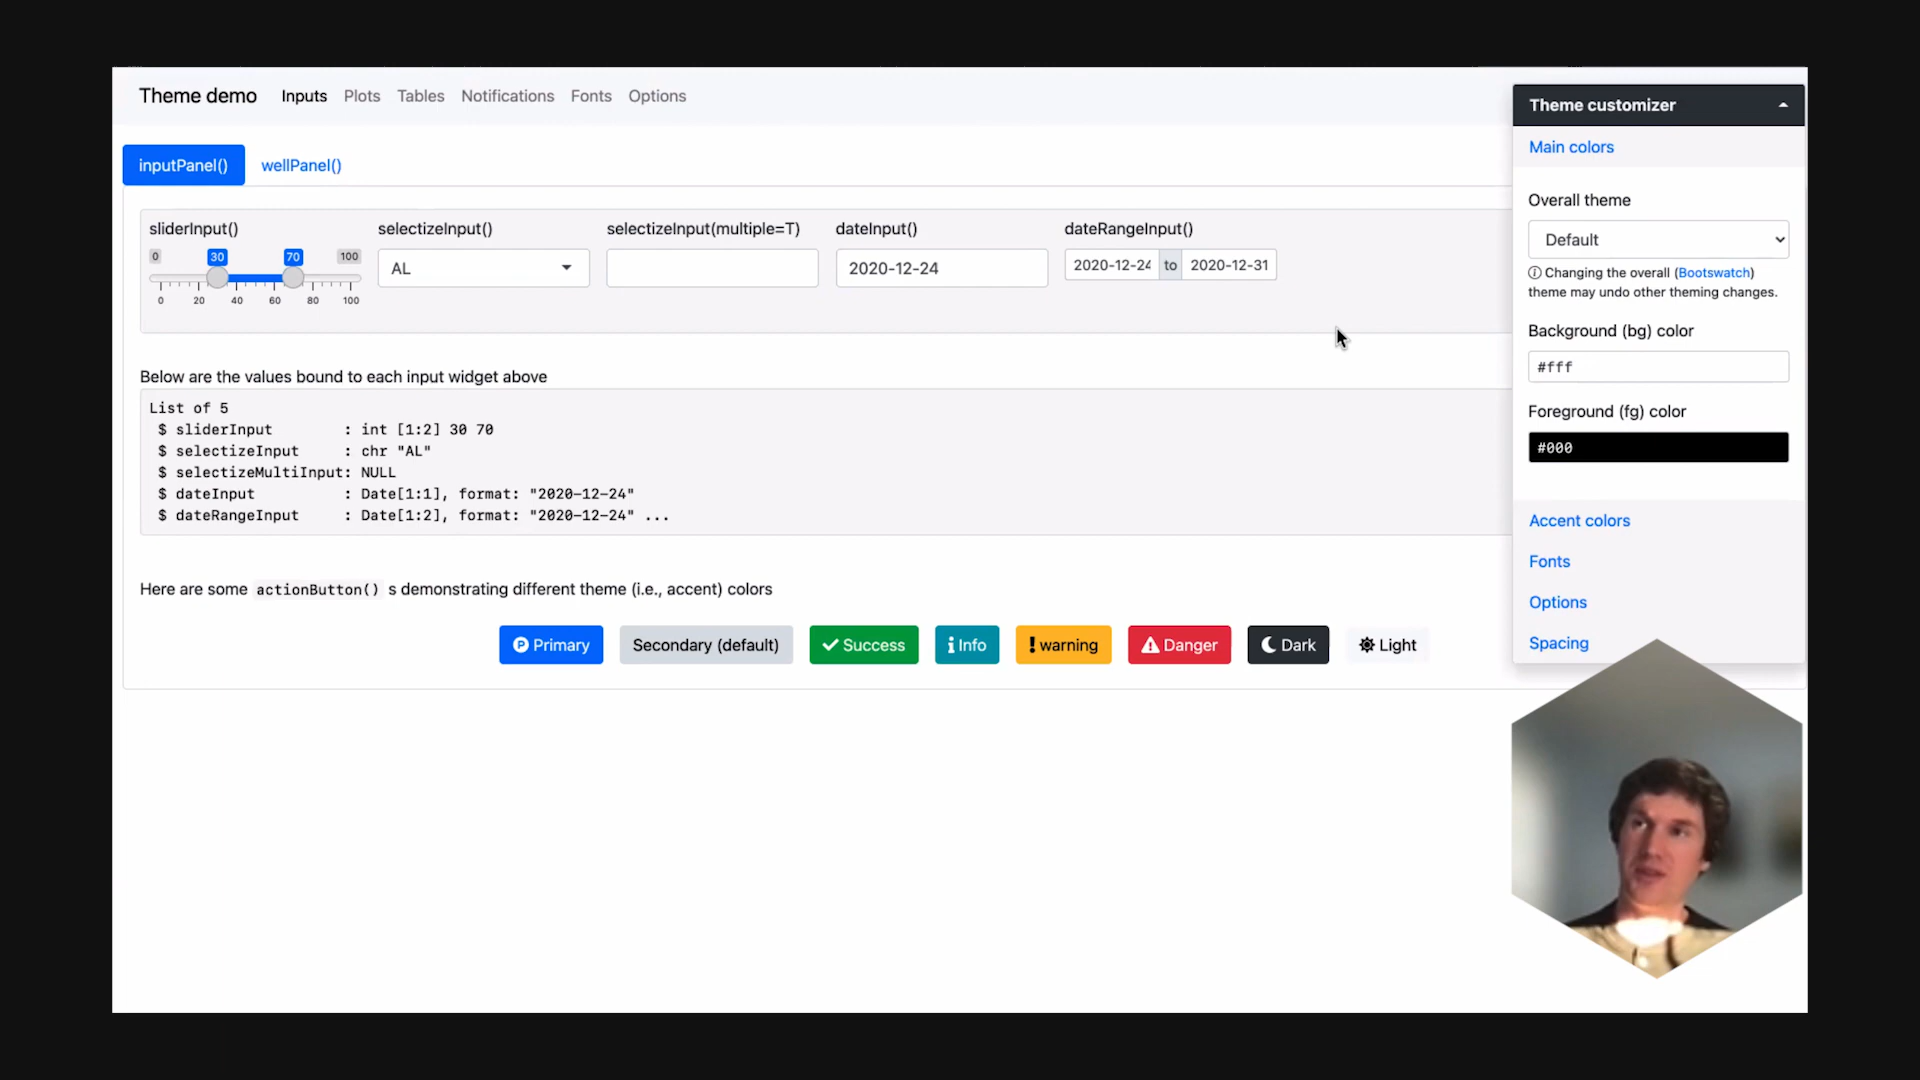 Theme demo Inputs Plots Tables Notifications Fonts Options
Theme customizer
Main colors
inputPanel() wellPanel()
Overall theme
Default
Changing the overall (Bootswatch)
theme may undo other theming changes.
Background (bg) color
#fff
Foreground (fg) color
#000
Accent colors
Fonts
Options
Spacing
sliderInput() selectizeInput() selectizeInput(multiple=T) dateInput() dateRangeInput()
0 30 70 100
AL 2020-12-24 2020-12-24 to 2020-12-31
0 20 40 60 80 100
Below are the values bound to each input widget above
List of 5
$ sliderInput : int [1:2] 30 70
$ selectizeInput : chr "AL"
$ selectizeMultiInput: NULL
$ dateInput : Date[1:1], format: "2020-12-24"
$ dateRangeInput : Date[1:2], format: "2020-12-24" ...
Here are some actionButton() s demonstrating different theme (i.e., accent) colors
Primary Secondary (default) Success Info warning Danger Dark Light